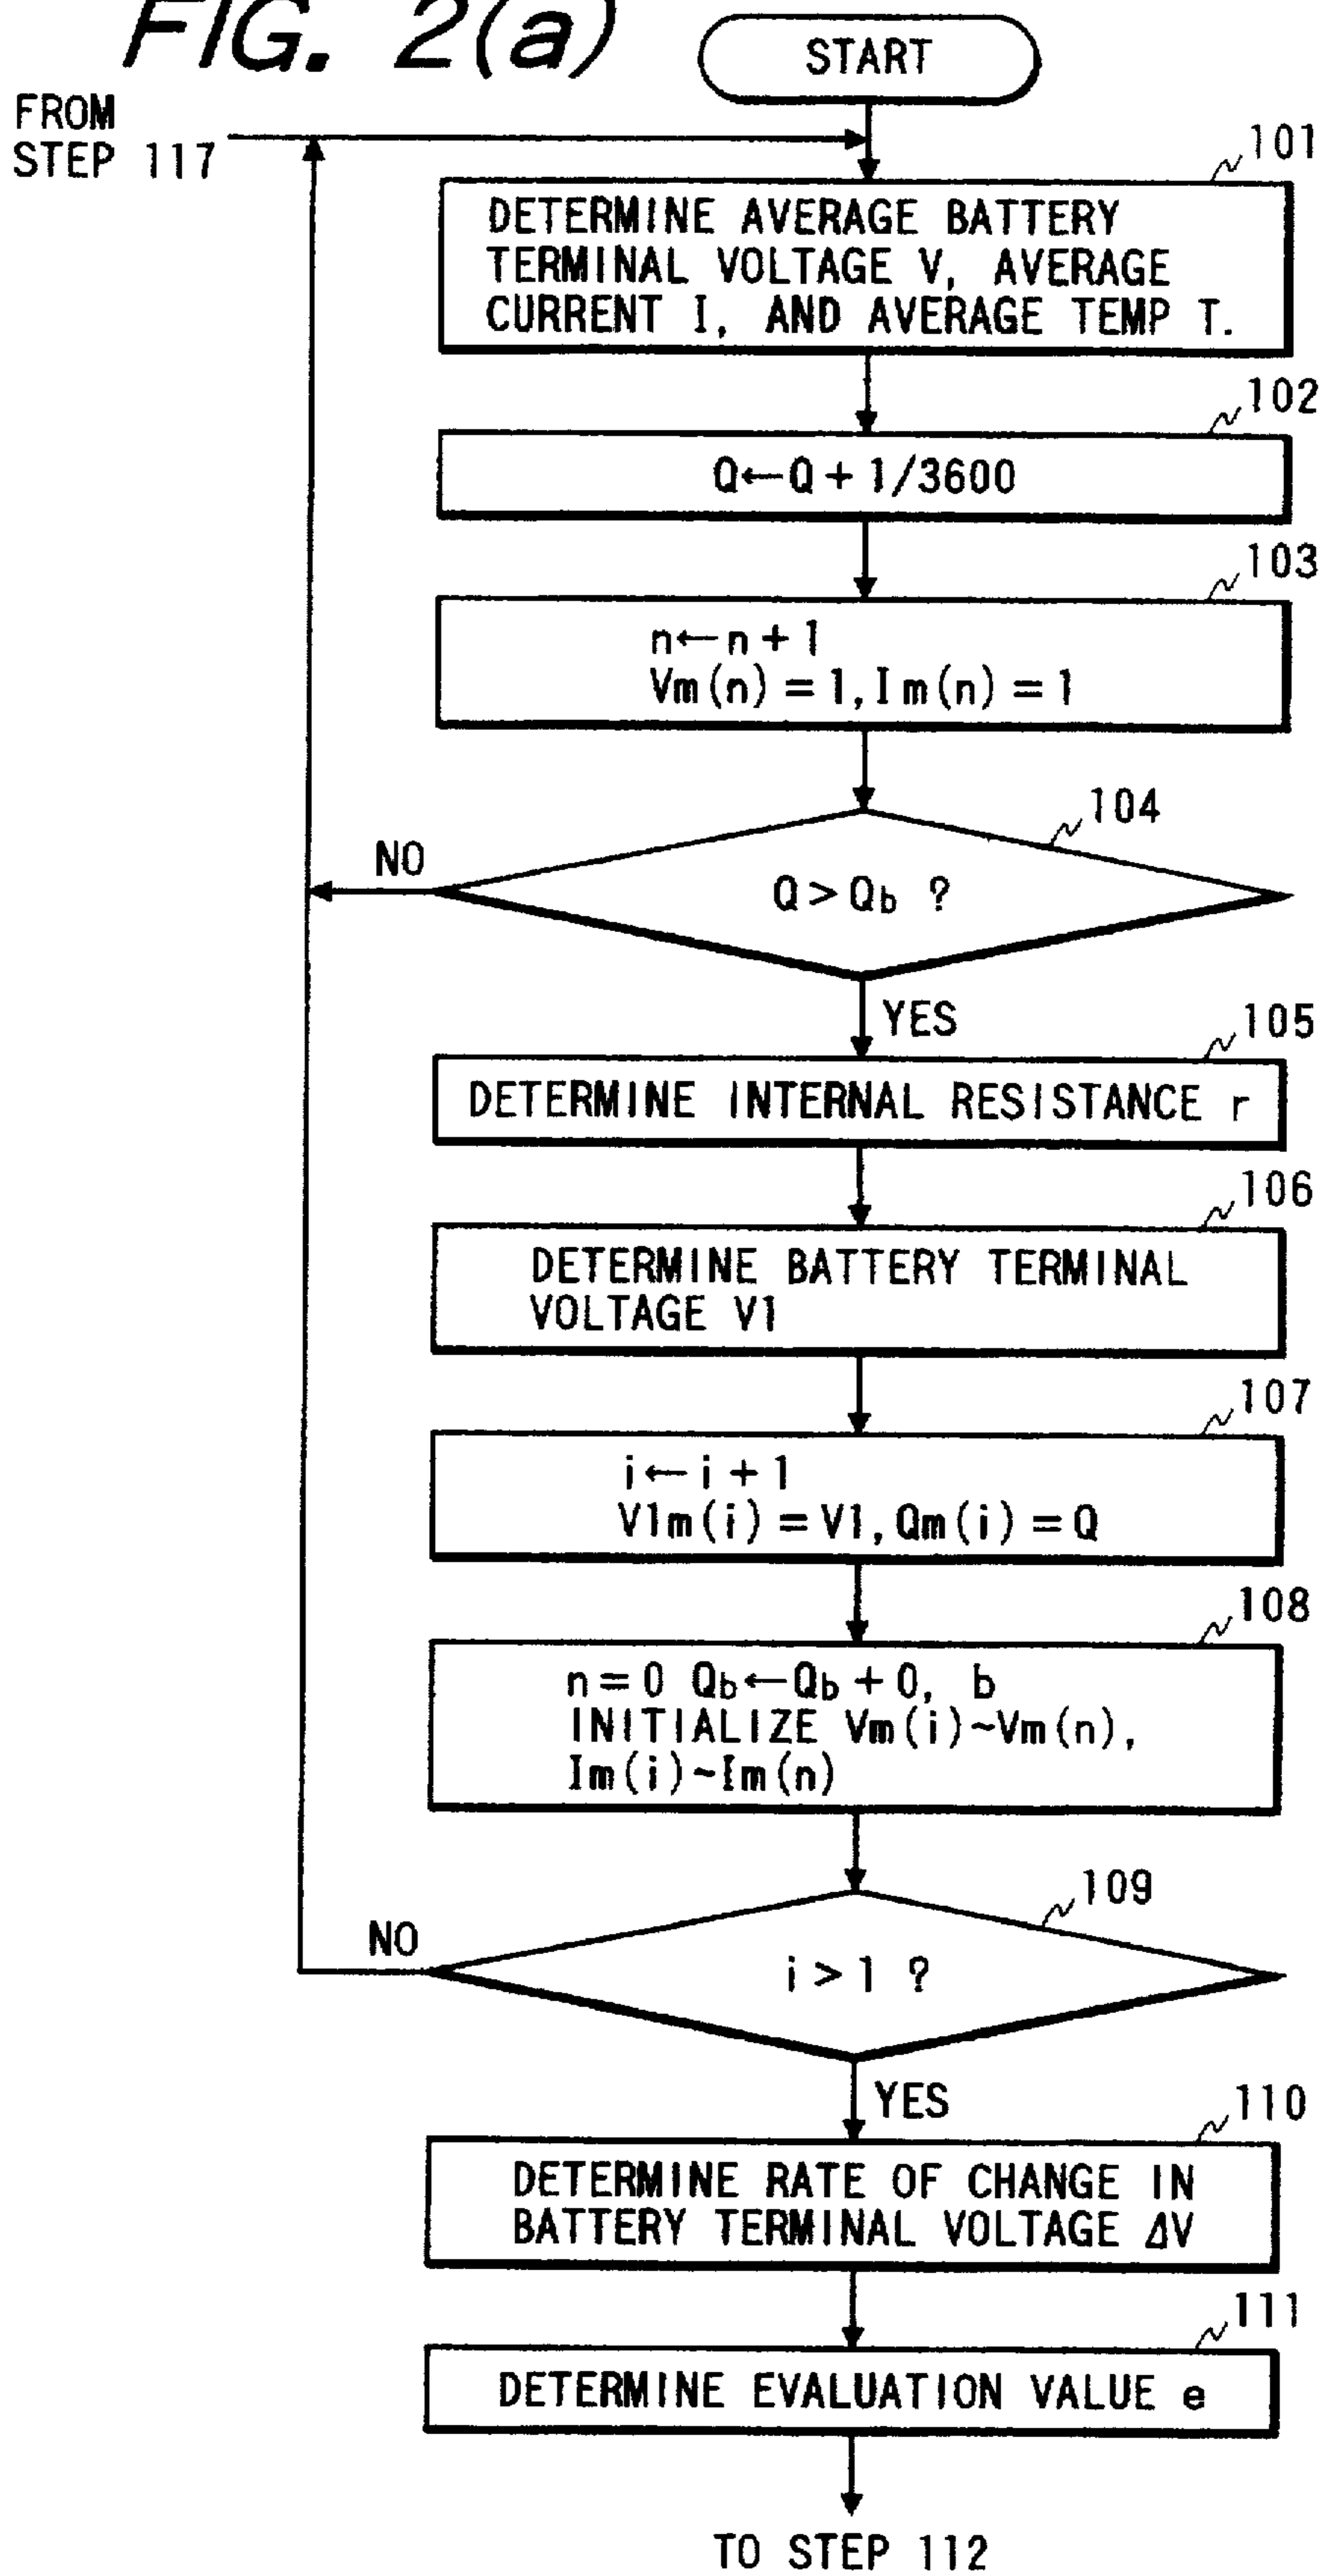 FIG. 2(a)
START
FROM
STEP 117
101
DETERMINE AVERAGE BATTERY
TERMINAL VOLTAGE V, AVERAGE
CURRENT I, AND AVERAGE TEMP T.
102
Q←Q + 1/3600
103
n←n + 1
Vm(n) = 1, Im(n) = 1
104
NO
Q > Qb ?
YES
105
DETERMINE INTERNAL RESISTANCE r
106
DETERMINE BATTERY TERMINAL
VOLTAGE V1
107
i←i + 1
V1m(i) = V1, Qm(i) = Q
108
n = 0 Qb←Qb + 0, b
INITIALIZE Vm(i)~Vm(n),
Im(i)~Im(n)
109
NO
i > 1 ?
YES
110
DETERMINE RATE OF CHANGE IN
BATTERY TERMINAL VOLTAGE ΔV
111
DETERMINE EVALUATION VALUE e
TO STEP 112